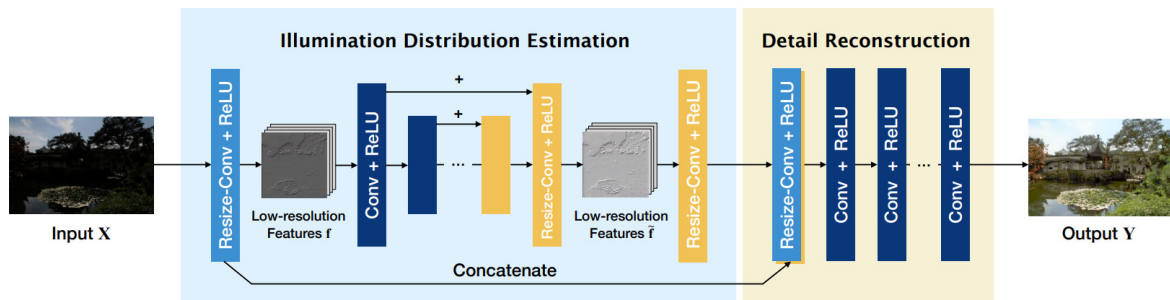 Illumination Distribution Estimation
Detail Reconstruction
Input X
Resize-Conv + ReLU
Low-resolution
Features f
Conv + ReLU
+
+
...
Resize-Conv + ReLU
Low-resolution
Features f̃
Resize-Conv + ReLU
Concatenate
Resize-Conv + ReLU
Conv + ReLU
Conv + ReLU
...
Conv + ReLU
Output Y